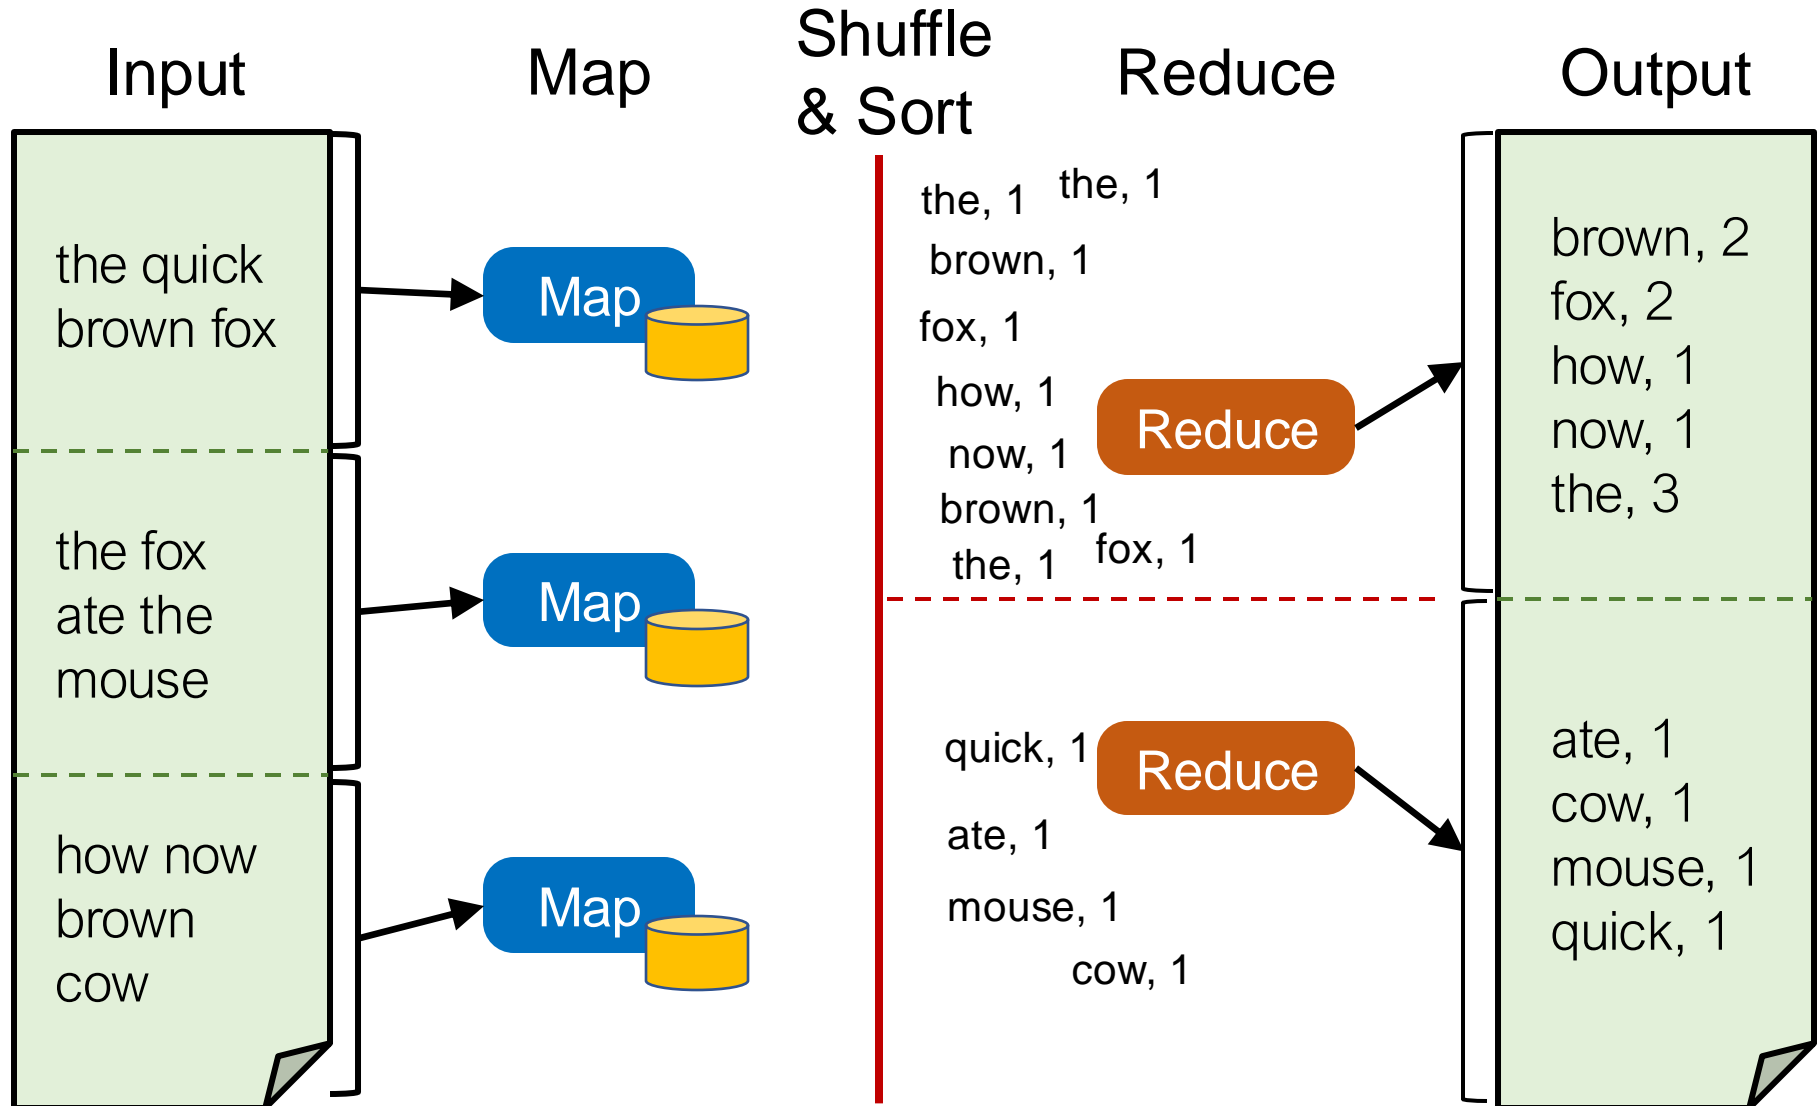 Input
Map
Shuffle
& Sort
Reduce
Output
the quick
brown fox
the fox
ate the
mouse
how now
brown
cow
Map
Map
Map
the, 1
the, 1
brown, 1
fox, 1
how, 1
now, 1
brown, 1
the, 1
fox, 1
Reduce
quick, 1
ate, 1
mouse, 1
cow, 1
Reduce
brown, 2
fox, 2
how, 1
now, 1
the, 3
ate, 1
cow, 1
mouse, 1
quick, 1